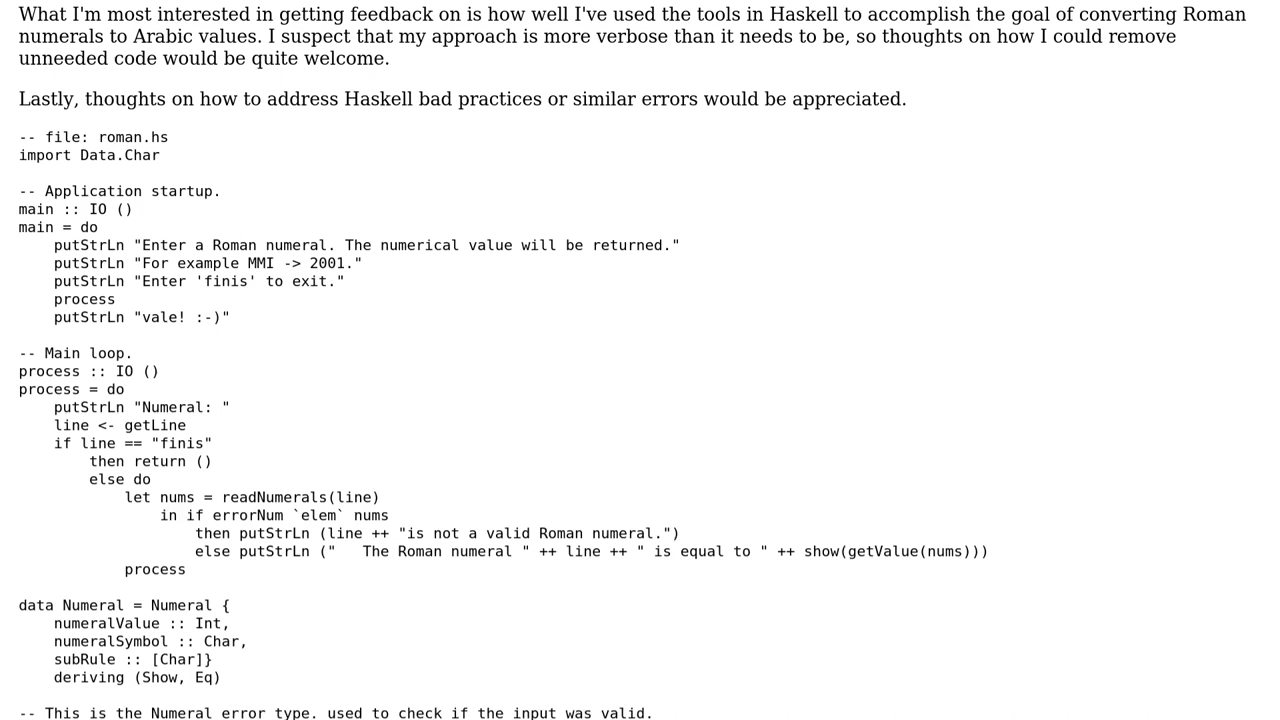 What I'm most interested in getting feedback on is how well I've used the tools in Haskell to accomplish the goal of converting Roman
numerals to Arabic values. I suspect that my approach is more verbose than it needs to be, so thoughts on how I could remove
unneeded code would be quite welcome.
Lastly, thoughts on how to address Haskell bad practices or similar errors would be appreciated.
-- file: roman.hs
import Data.Char
-- Application startup.
main :: IO ()
main = do
    putStrLn "Enter a Roman numeral. The numerical value will be returned."
    putStrLn "For example MMI -> 2001."
    putStrLn "Enter 'finis' to exit."
    process
    putStrLn "vale! :-)"
-- Main loop.
process :: IO ()
process = do
    putStrLn "Numeral: "
    line <- getLine
    if line == "finis"
        then return ()
        else do
            let nums = readNumerals(line)
                in if errorNum `elem` nums
                    then putStrLn (line ++ "is not a valid Roman numeral.")
                    else putStrLn ("   The Roman numeral " ++ line ++ " is equal to " ++ show(getValue(nums)))
            process
data Numeral = Numeral {
    numeralValue :: Int,
    numeralSymbol :: Char,
    subRule :: [Char]}
    deriving (Show, Eq)
-- This is the Numeral error type. used to check if the input was valid.